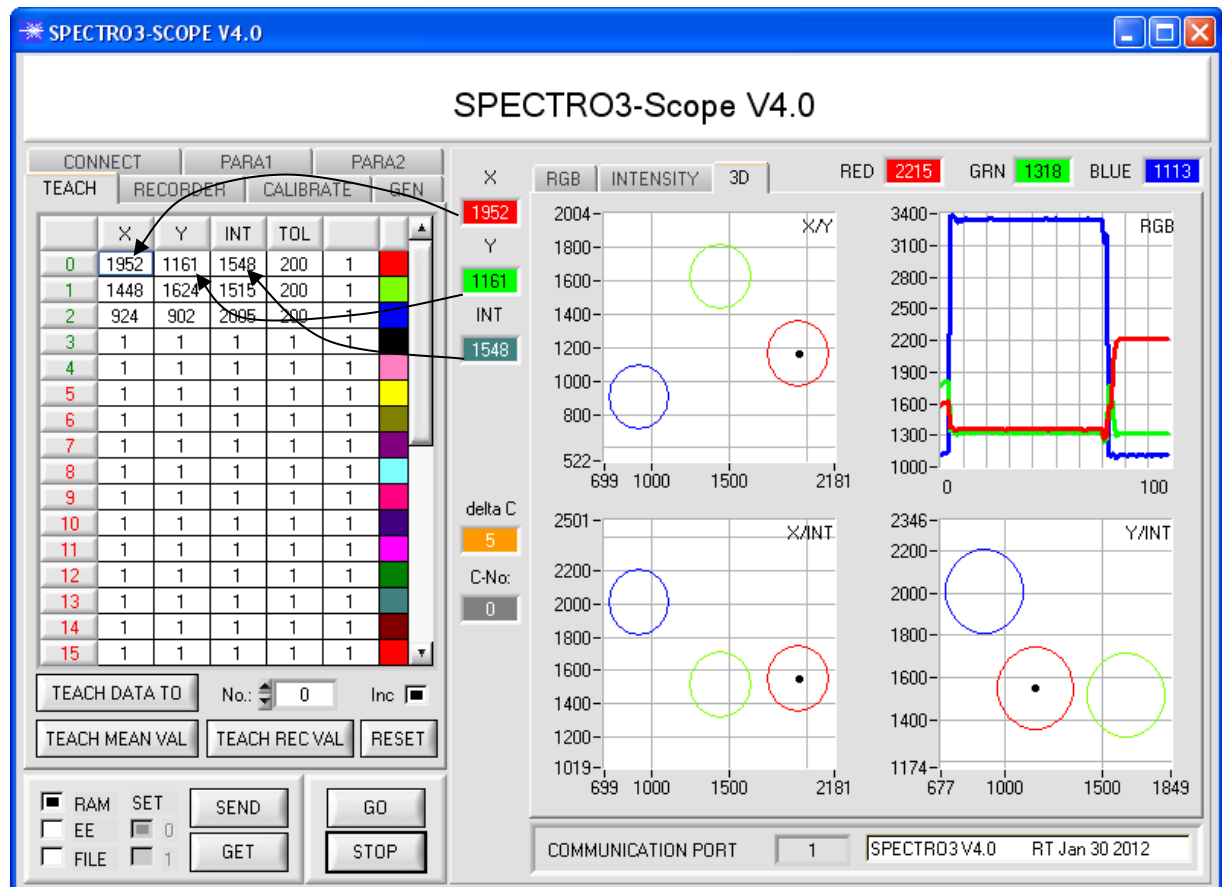 SPECTRO3-SCOPE V4.0
SPECTRO3-Scope V4.0
CONNECT PARA1 PARA2
TEACH RECORDER CALIBRATE GEN
X Y INT TOL
0 1952 1161 1548 200 1
1 1448 1624 1515 200 1
2 924 902 2005 200 1
3 1 1 1 1 1
4 1 1 1 1 1
5 1 1 1 1 1
6 1 1 1 1 1
7 1 1 1 1 1
8 1 1 1 1 1
9 1 1 1 1 1
10 1 1 1 1 1
11 1 1 1 1 1
12 1 1 1 1 1
13 1 1 1 1 1
14 1 1 1 1 1
15 1 1 1 1 1
TEACH DATA TO No.: 0 Inc
TEACH MEAN VAL TEACH REC VAL RESET
RAM SET SEND GO
EE 0
FILE 1 GET STOP
X
1952
Y
1161
INT
1548
delta C
5
C-No:
0
RGB INTENSITY 3D RED 2215 GRN 1318 BLUE 1113
X/Y
2004
1800
1600
1400
1200
1000
800
522
699 1000 1500 2181
RGB
3400
3100
2800
2500
2200
1900
1600
1300
1000
0 100
X/INT
2501
2200
2000
1800
1600
1400
1200
1019
699 1000 1500 2181
Y/INT
2346
2200
2000
1800
1600
1400
1174
677 1000 1500 1849
COMMUNICATION PORT 1 SPECTRO3 V4.0 RT Jan 30 2012